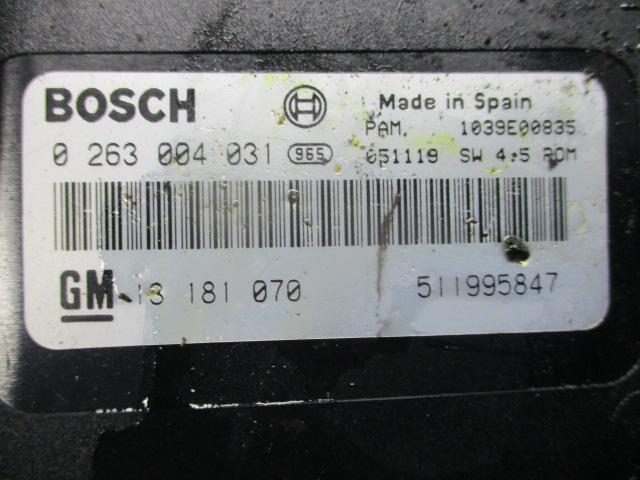 BOSCH Made in Spain
PAM. 1039E00835
0 263 004 031 965 051119 SW 4.5 ROM
GM 13 181 070 511995847